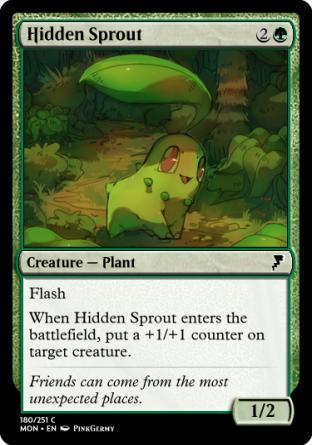 Hidden Sprout 2
Creature — Plant
Flash
When Hidden Sprout enters the
battlefield, put a +1/+1 counter on
target creature.
Friends can come from the most
unexpected places.
1/2
180/251 C
MON • EN PinkGermy